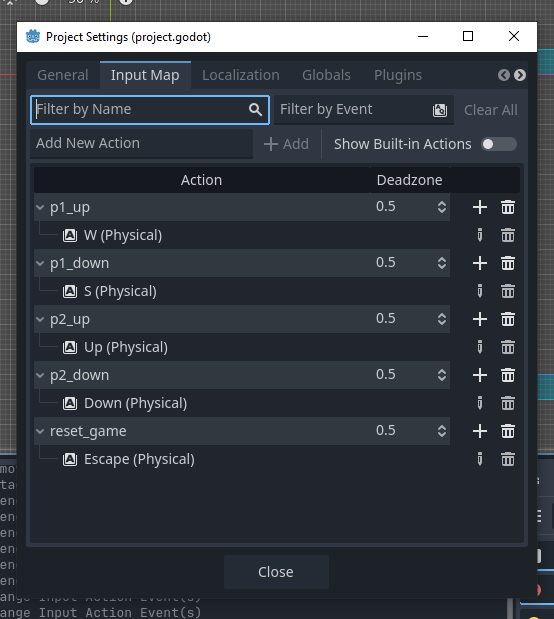 Project Settings (project.godot)
General Input Map Localization Globals Plugins
Filter by Name Filter by Event Clear All
Add New Action + Add Show Built-in Actions
Action Deadzone
p1_up 0.5
W (Physical)
p1_down 0.5
S (Physical)
p2_up 0.5
Up (Physical)
p2_down 0.5
Down (Physical)
reset_game 0.5
Escape (Physical)
Close
ange Input Action Event(s)
ange Input Action Event(s)